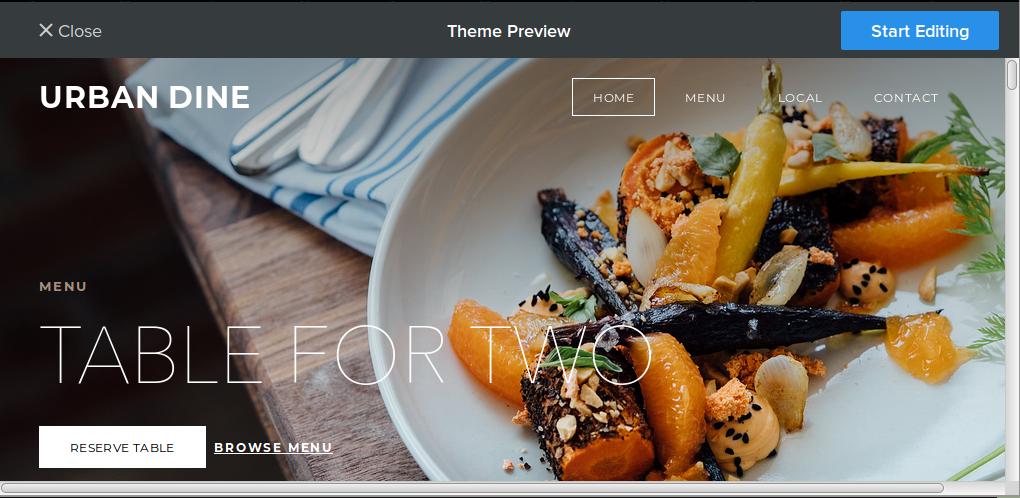 Close
Theme Preview
Start Editing
URBAN DINE
HOME
MENU
LOCAL
CONTACT
MENU
TABLE FOR TWO
RESERVE TABLE
BROWSE MENU